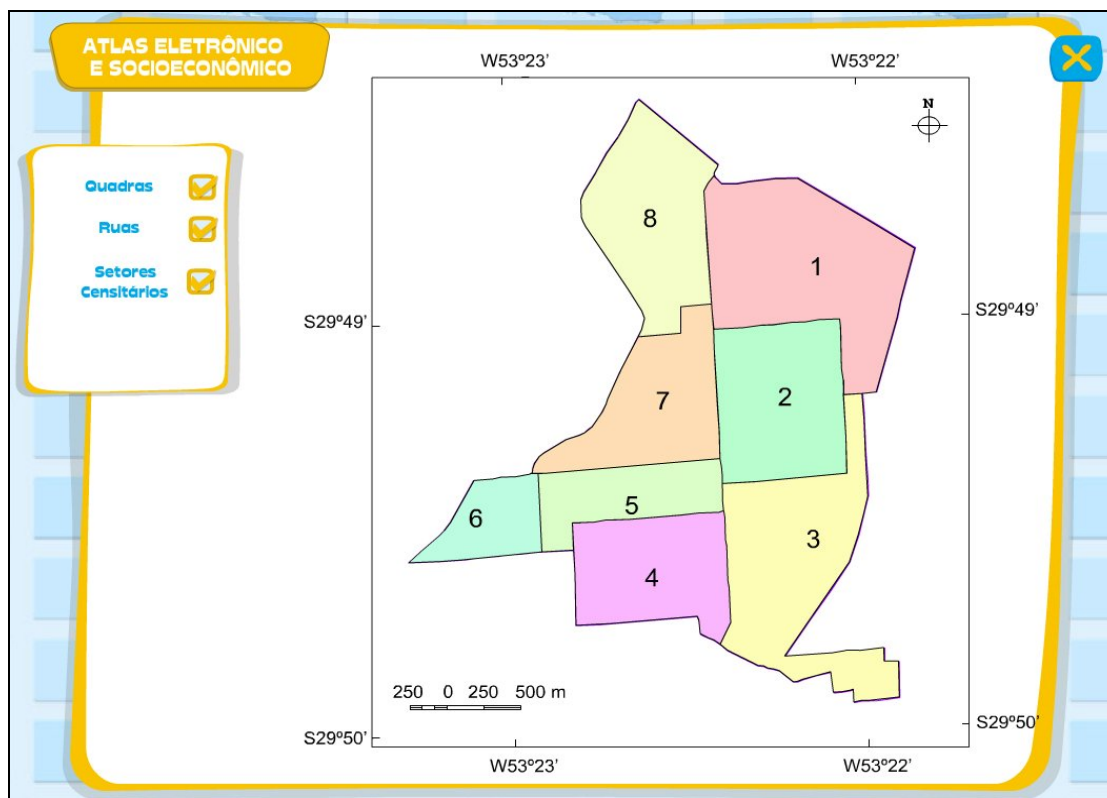 ATLAS ELETRÔNICO
E SOCIOECONÔMICO
Quadras
Ruas
Setores
Censitários
W53º23' W53º22'
N
8
1
S29º49' S29º49'
7
2
6
5
3
4
250 0 250 500 m
S29º50' S29º50'
W53º23' W53º22'